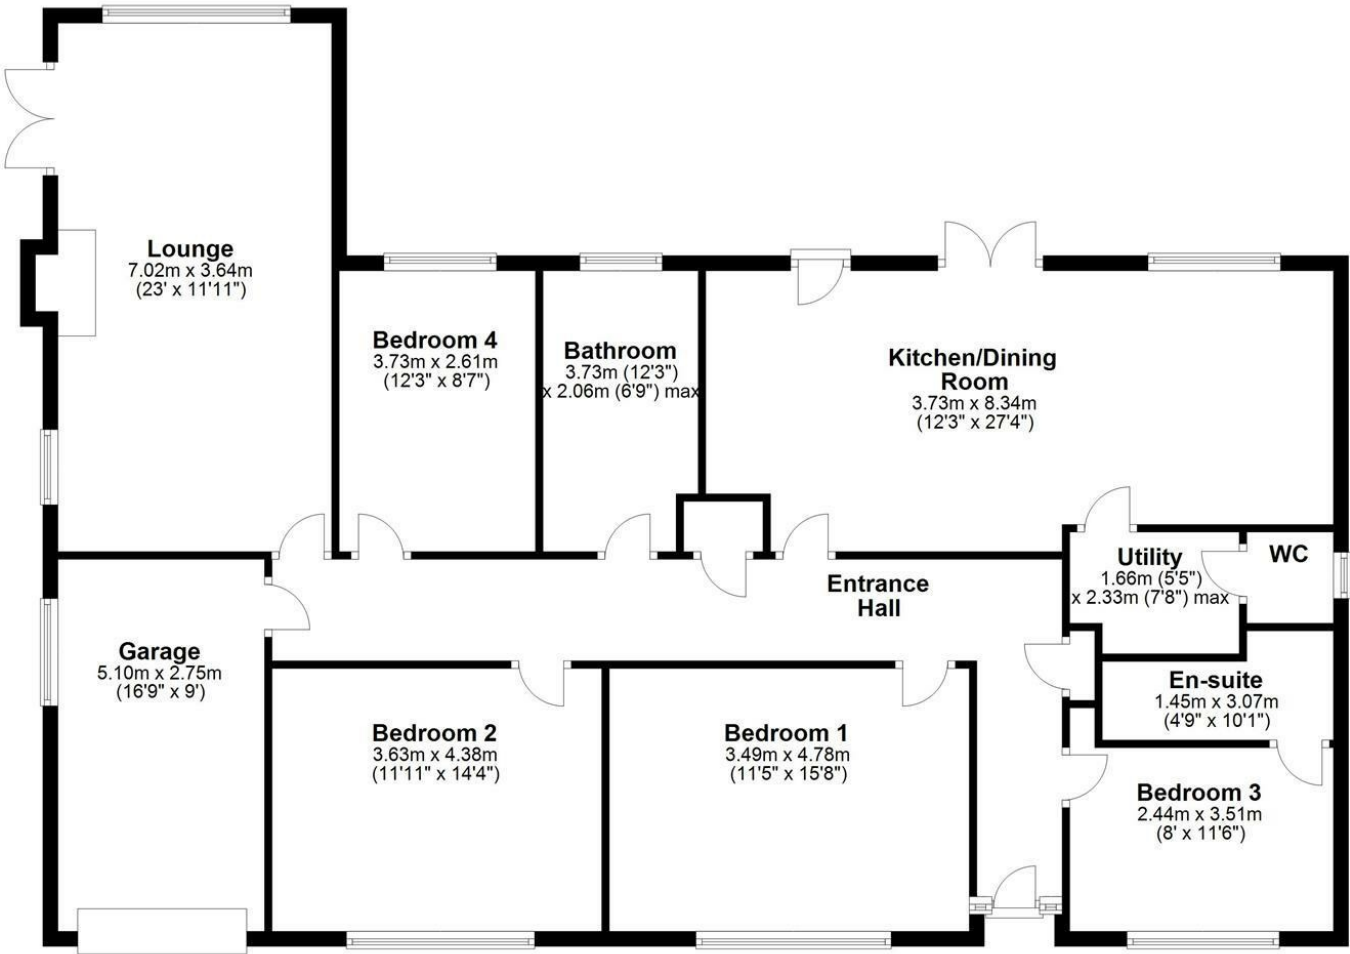 Lounge
7.02m x 3.64m
(23' x 11'11")
Bedroom 4
3.73m x 2.61m
(12'3" x 8'7")
Bathroom
3.73m (12'3")
x 2.06m (6'9") max
Kitchen/Dining
Room
3.73m x 8.34m
(12'3" x 27'4")
Utility
1.66m (5'5")
x 2.33m (7'8") max
WC
Entrance
Hall
Garage
5.10m x 2.75m
(16'9" x 9')
Bedroom 2
3.63m x 4.38m
(11'11" x 14'4")
Bedroom 1
3.49m x 4.78m
(11'5" x 15'8")
En-suite
1.45m x 3.07m
(4'9" x 10'1")
Bedroom 3
2.44m x 3.51m
(8' x 11'6")